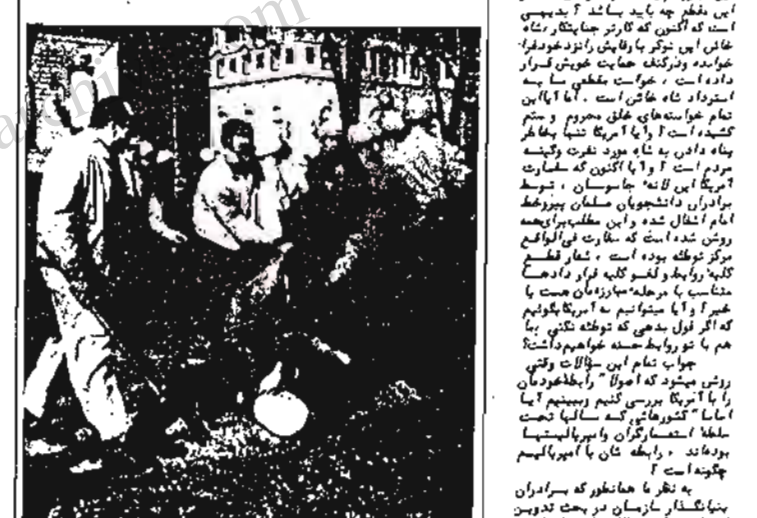 این مقطع چه باید باشد ؟ بدیهی
است که اکنون که کارتر جنایتکار، شاه
خائن این نوکر باوفایش را نزد خود فرا
خوانده و در کنف حمایت خویش قرار
داده است ، خواست مقطعی ما به
استرداد شاه خائن است . اما آیا این
تمام خواسته‌های خلق محروم و ستم
کشیده است ؟ و آیا آمریکا تنها بخاطر
پناه دادن به شاه مورد نفرت وکینه
مردم است ؟ و آیا اکنون که سفارت
آمریکا این لانه جاسوسان ، توسط
برادران دانشجویان مسلمان پیرو خط
امام اشغال شده و این مطلب برای همه
روشن شده است که سفارت فی‌الواقع
مرکز توطئه بوده است ، شعار قطع
کلیه روابط و لغو کلیه قرار دادها
متناسب با مرحله مبارزه‌مان هست یا
خیر؟ و آیا میتوانیم به آمریکا بگوئیم
که اگر قول بدهی که توطئه نکنی ما
هم با تو روابط حسنه خواهیم داشت؟
جواب تمام این سؤالات وقتی
روشن میشود که اصولا" رابطه خودمان
را با آمریکا بررسی کنیم و ببینیم آیا
اساسا" کشورهائی که سالها تحت
سلطهٔ استعمارگران و امپریالیستها
بوده‌اند ، رابطه شان با امپریالیسم
چگونه است ؟
به نظر ما همانطور که برادران
بنیانگذار سازمان در بحث تدوین